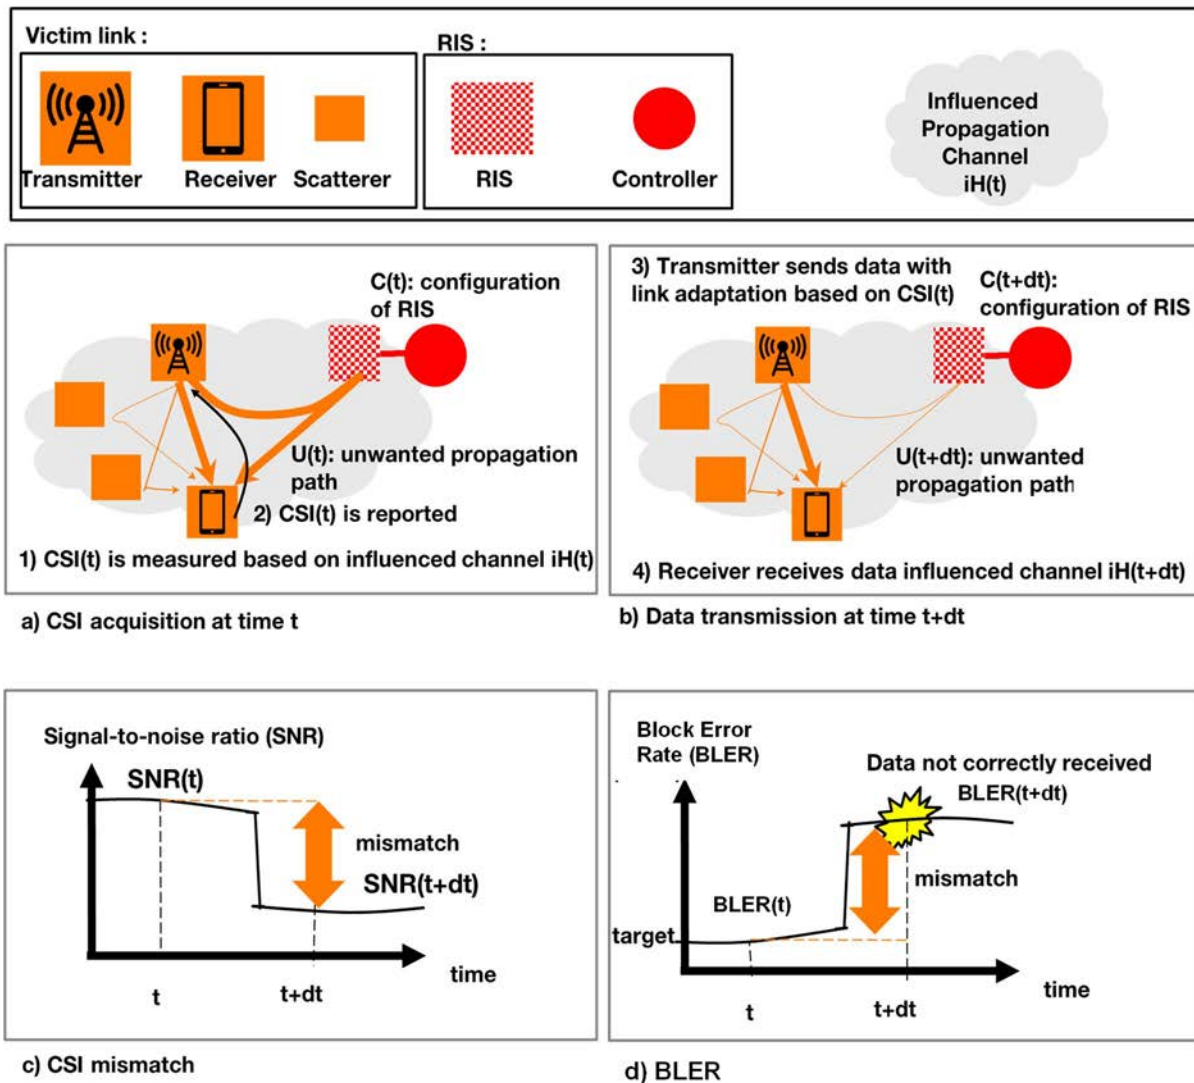 Victim link :
RIS :
Transmitter
Receiver
Scatterer
RIS
Controller
Influenced
Propagation
Channel
iH(t)
C(t): configuration
of RIS
U(t): unwanted propagation
path
2) CSI(t) is reported
1) CSI(t) is measured based on influenced channel iH(t)
a) CSI acquisition at time t
3) Transmitter sends data with
link adaptation based on CSI(t)
C(t+dt):
configuration of RIS
U(t+dt): unwanted
propagation path
4) Receiver receives data influenced channel iH(t+dt)
b) Data transmission at time t+dt
Signal-to-noise ratio (SNR)
SNR(t)
mismatch
SNR(t+dt)
time
t
t+dt
c) CSI mismatch
Block Error
Rate (BLER)
Data not correctly received
BLER(t+dt)
mismatch
BLER(t)
target
time
t
t+dt
d) BLER